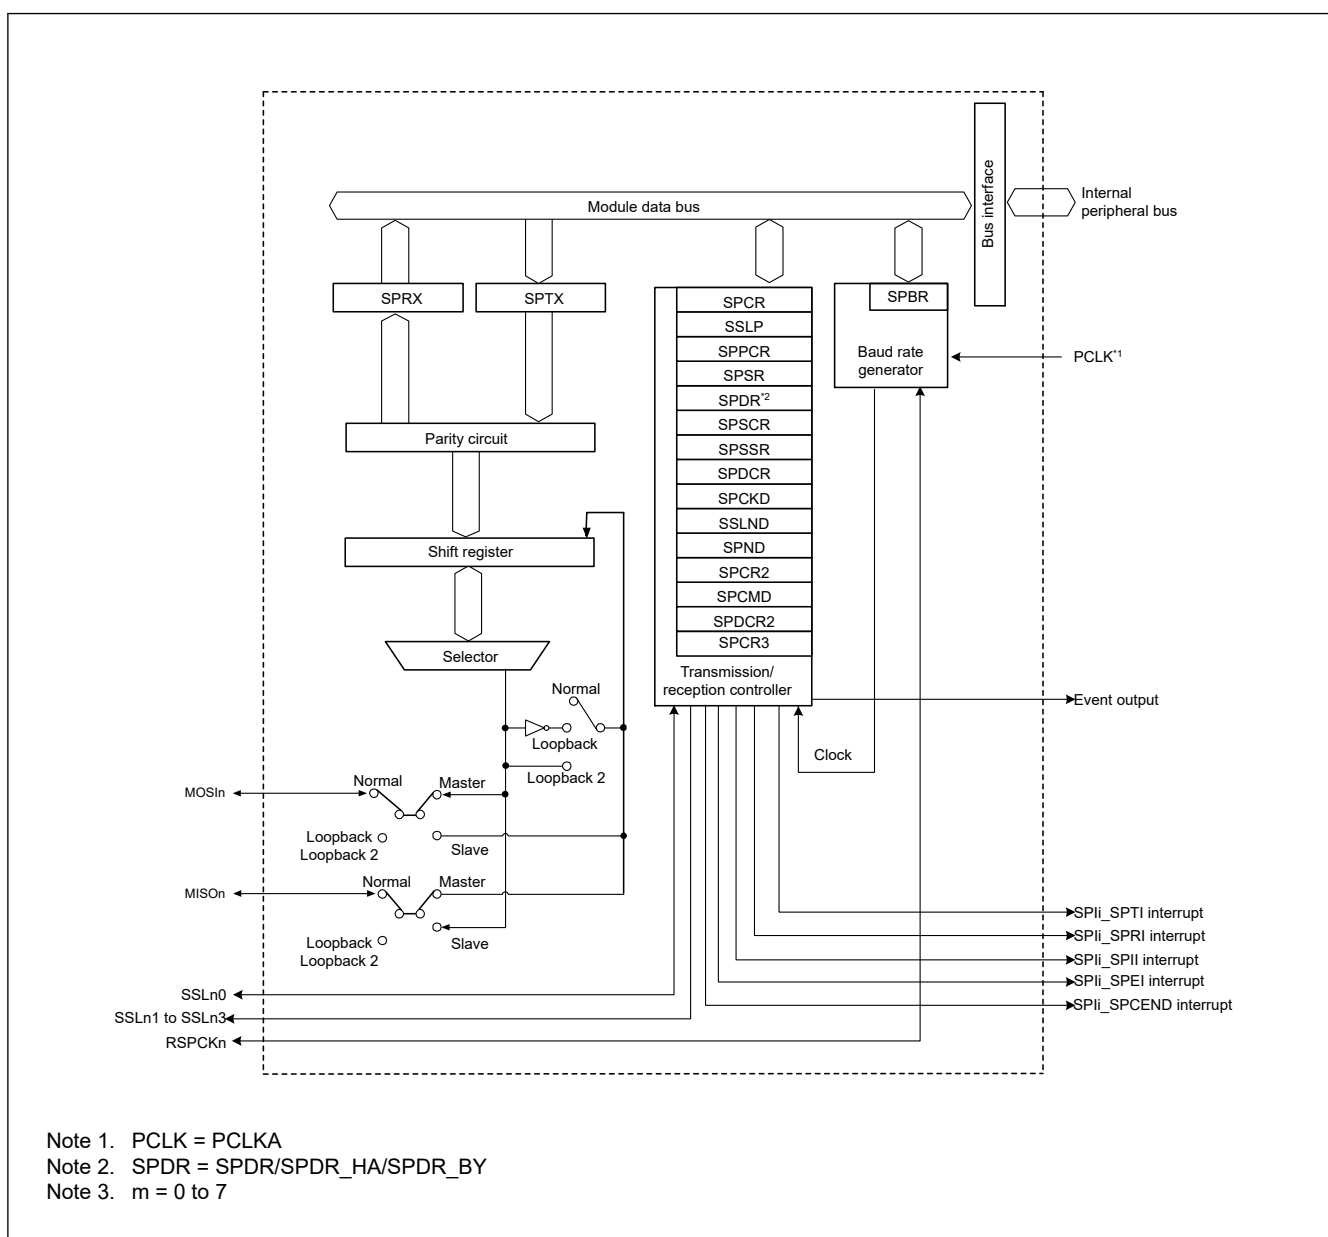 Module data bus
Bus interface
Internal
peripheral bus
SPRX
SPTX
SPCR
SSLP
SPPCR
SPSR
SPDR*2
SPSCR
SPSSR
SPDCR
SPCKD
SSLND
SPND
SPCR2
SPCMD
SPDCR2
SPCR3
Transmission/
reception controller
SPBR
Baud rate
generator
PCLK*1
Parity circuit
Shift register
Selector
Normal
Loopback
Loopback 2
Event output
Clock
MOSIn
Normal
Master
Loopback
Loopback 2
Slave
MISOn
Normal
Master
Loopback
Loopback 2
Slave
SSLn0
SSLn1 to SSLn3
RSPCKn
SPIi_SPTI interrupt
SPIi_SPRI interrupt
SPIi_SPII interrupt
SPIi_SPEI interrupt
SPIi_SPCEND interrupt
Note 1. PCLK = PCLKA
Note 2. SPDR = SPDR/SPDR_HA/SPDR_BY
Note 3. m = 0 to 7